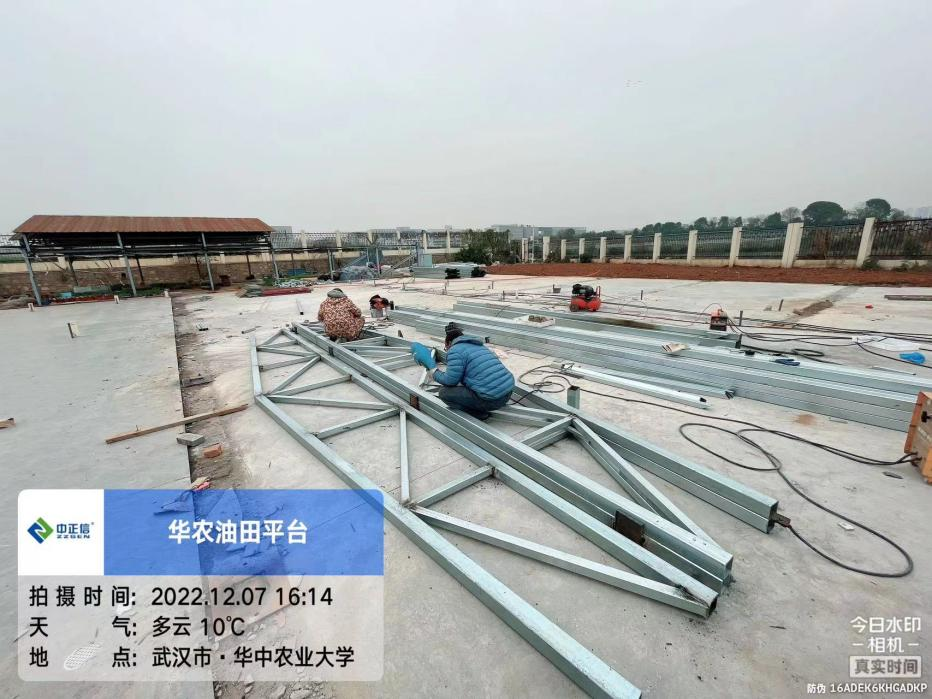 中正信
ZZGEN
华农油田平台
拍摄时间: 2022.12.07 16:14
天气: 多云 10℃
地点: 武汉市·华中农业大学
今日水印
-相机-
真实时间
防伪 16ADEK6KHGADKP